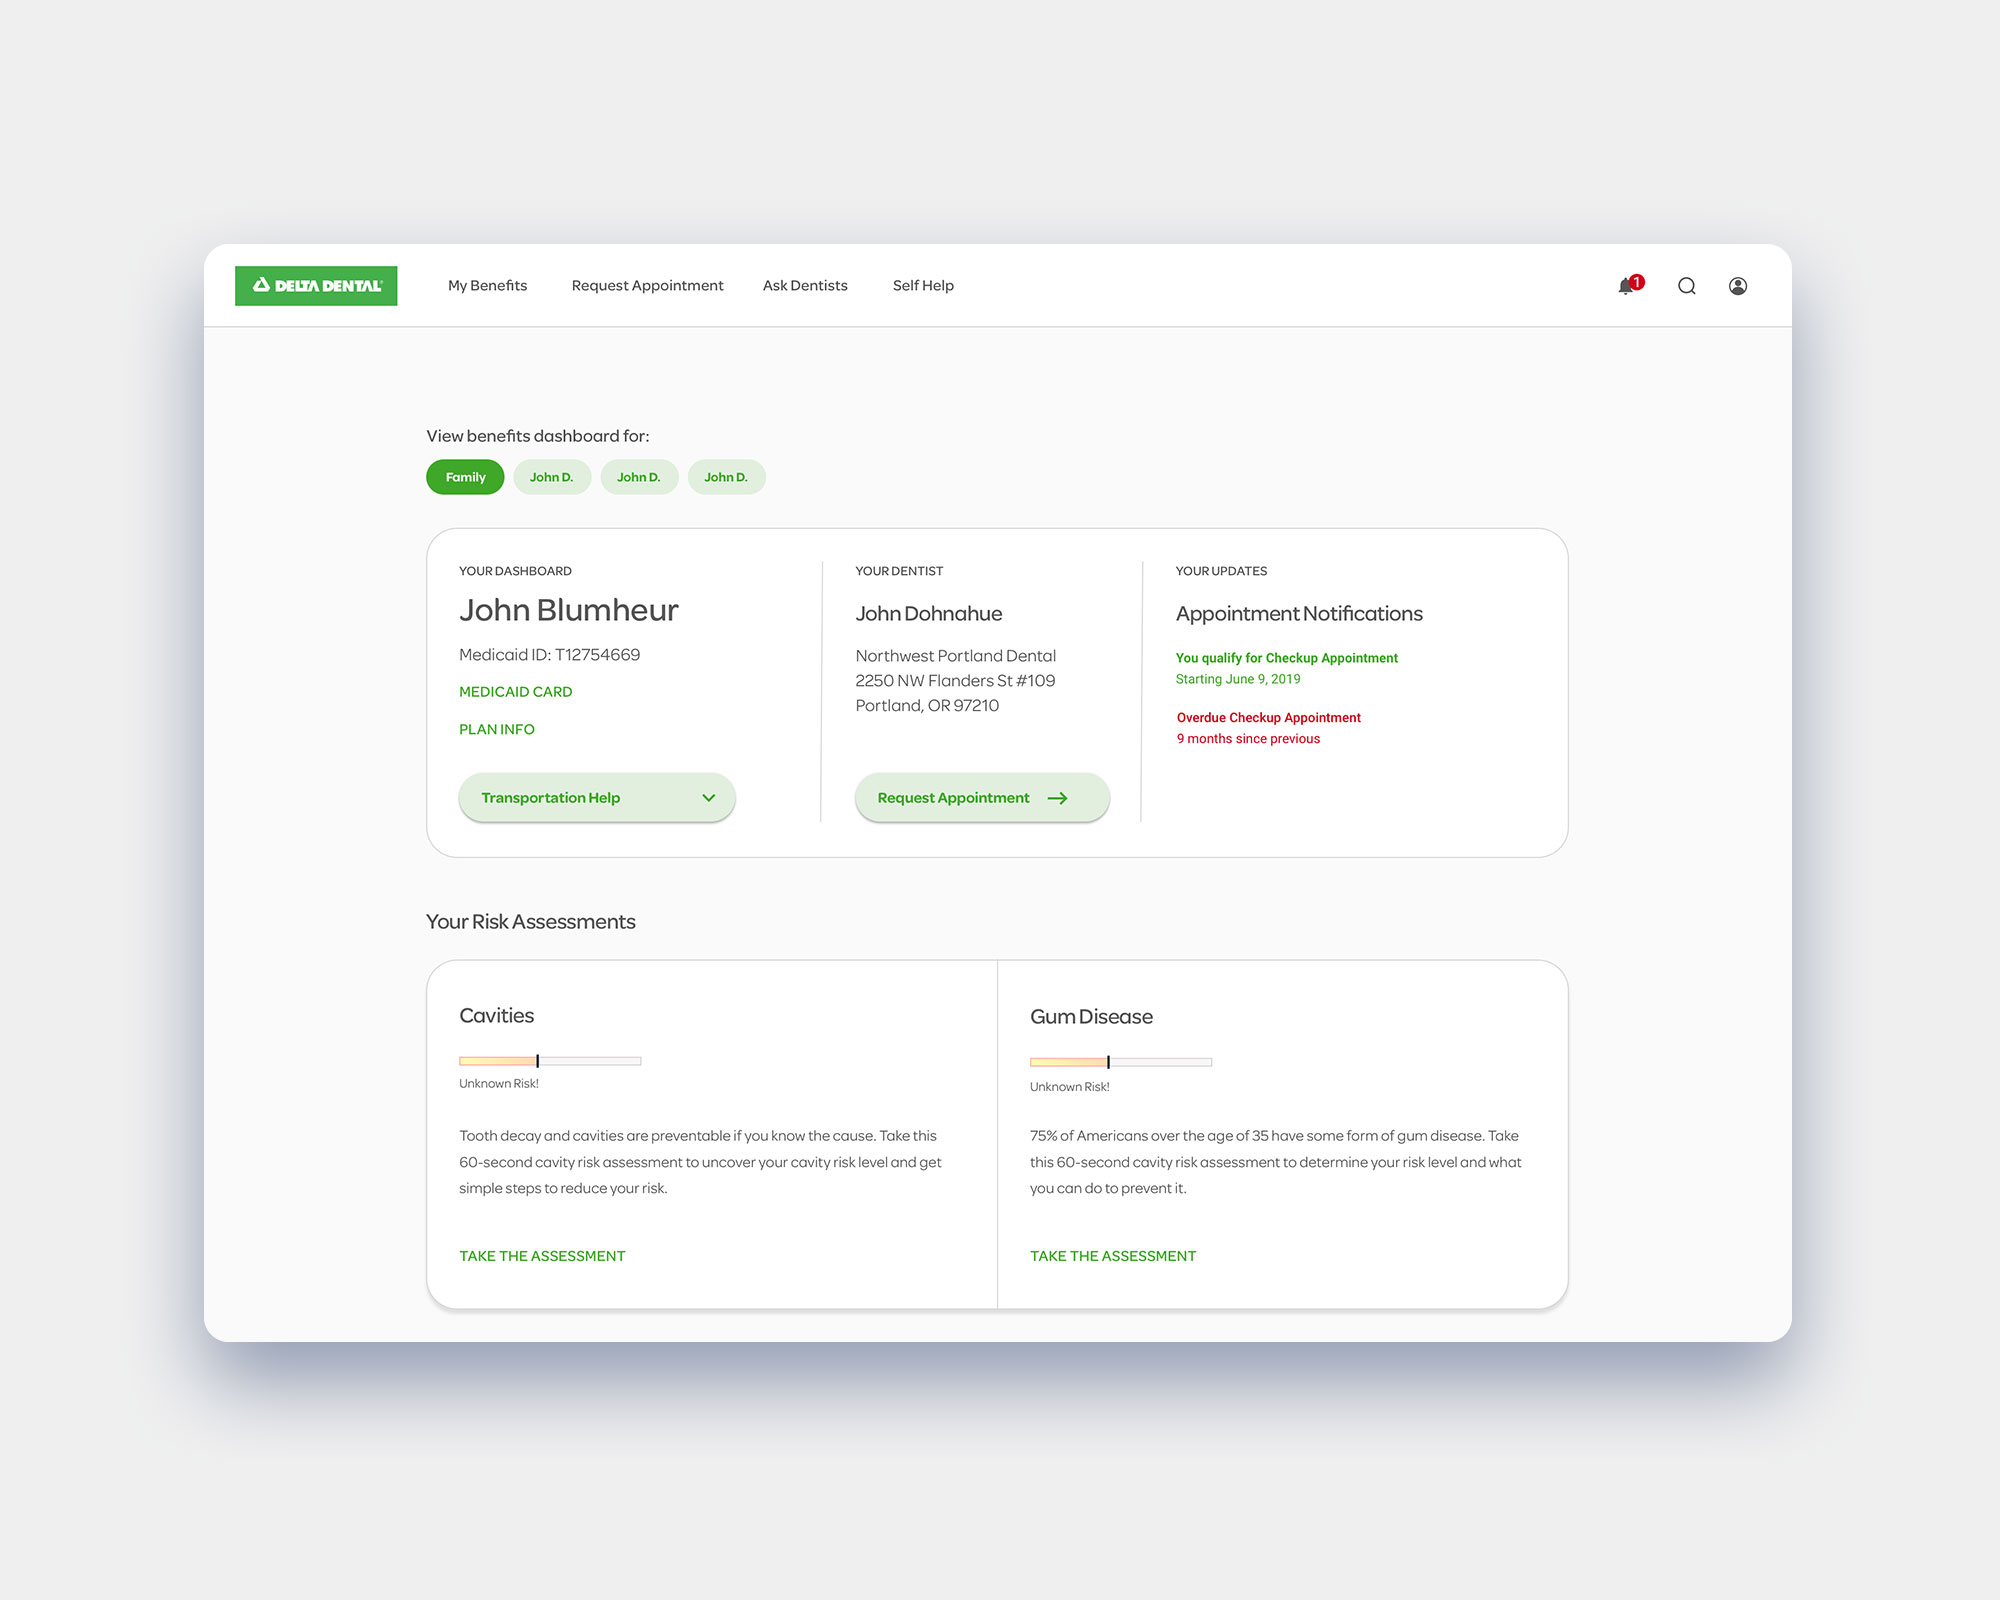 DELTA DENTAL
My Benefits
Request Appointment
Ask Dentists
Self Help
1
View benefits dashboard for:
Family
John D.
John D.
John D.
YOUR DASHBOARD
John Blumheur
Medicaid ID: T12754669
MEDICAID CARD
PLAN INFO
Transportation Help
YOUR DENTIST
John Dohnahue
Northwest Portland Dental
2250 NW Flanders St #109
Portland, OR 97210
Request Appointment
YOUR UPDATES
Appointment Notifications
You qualify for Checkup Appointment
Starting June 9, 2019
Overdue Checkup Appointment
9 months since previous
Your Risk Assessments
Cavities
Unknown Risk!
Tooth decay and cavities are preventable if you know the cause. Take this
60-second cavity risk assessment to uncover your cavity risk level and get
simple steps to reduce your risk.
TAKE THE ASSESSMENT
Gum Disease
Unknown Risk!
75% of Americans over the age of 35 have some form of gum disease. Take
this 60-second cavity risk assessment to determine your risk level and what
you can do to prevent it.
TAKE THE ASSESSMENT